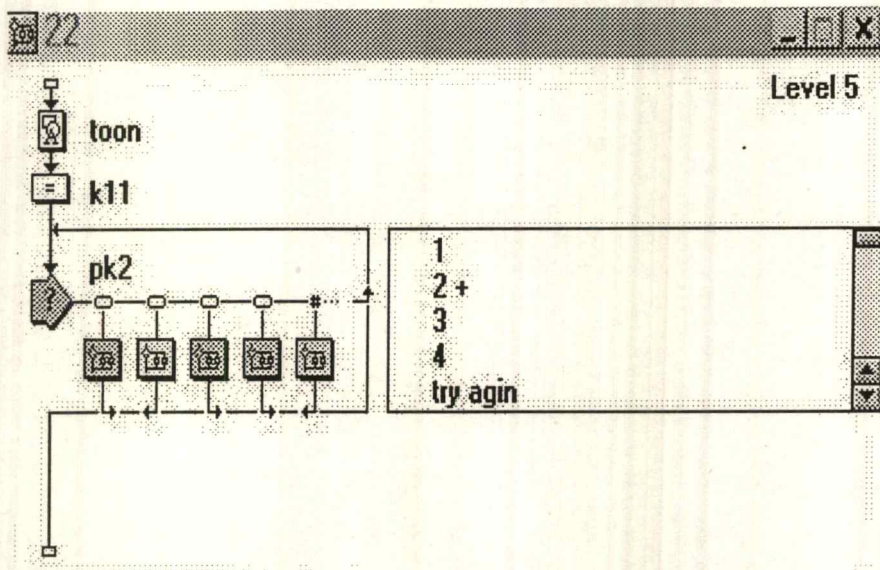 22
Level 5
toon
=
k11
pk2
?
1
2 +
3
4
try agin